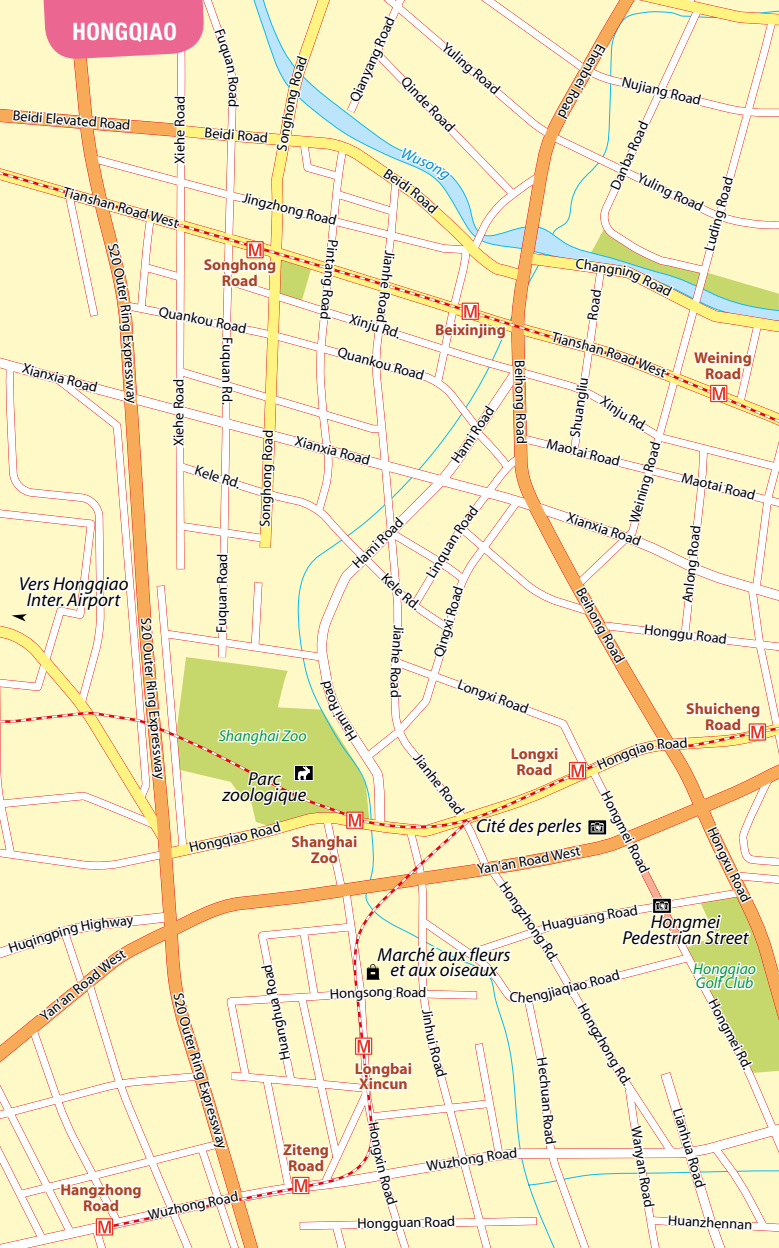 HONGQIAO
Fuquan Road
Songhong Road
Qianyang Road
Yuling Road
Qinde Road
Ehenbei Road
Nujiang Road
Beidi Elevated Road
Beidi Road
Xiehe Road
Wusong
Danba Road
Yuling Road
Luding Road
Beidi Road
Tianshan Road West
Jingzhong Road
M
Songhong
Road
Pintang Road
Jianhe Road
Changning Road
S20 Outer Ring Expressway
Quankou Road
Xinju Rd.
M
Beixinjing
Road
Tianshan Road West
Weining
Road
M
Quankou Road
Fuquan Rd
Xianxia Road
Xiehe Road
Beihong Road
Shuangliu
Xinju Rd.
Hami Road
Xianxia Road
Songhong Road
Maotai Road
Weining Road
Maotai Road
Kele Rd.
Xianxia Road
Hami Road
Linquan Road
Anlong Road
Fuquan Road
Vers Hongqiao
Inter. Airport
Kele Rd.
Qingxi Road
Beihong Road
Honggu Road
S20 Outer Ring Expressway
Jianhe Road
Hami Road
Longxi Road
Shuicheng
Road
M
Shanghai Zoo
Parc
zoologique
Longxi
Road
M
Hongqiao Road
Jianhe Road
Hongmei Road
M
Shanghai
Zoo
Hongqiao Road
Cité des perles
Yan'an Road West
Hongxu Road
Hongzhong Rd.
Huaguang Road
Hongmei
Pedestrian Street
Huqingping Highway
Yan'an Road West
Marché aux fleurs
et aux oiseaux
Hongqiao
Golf Club
Huanghua Road
Hongsong Road
Chengjiaqiao Road
S20 Outer Ring Expressway
Jinhui Road
Hongzhong Rd.
Hongmei Rd.
M
Longbai
Xincun
Hechuan Road
Ziteng
Road
M
Hongxin Road
Wuzhong Road
Wanyan Road
Lianhua Road
Hangzhong
Road
M
Wuzhong Road
Hongguan Road
Huanzhennan